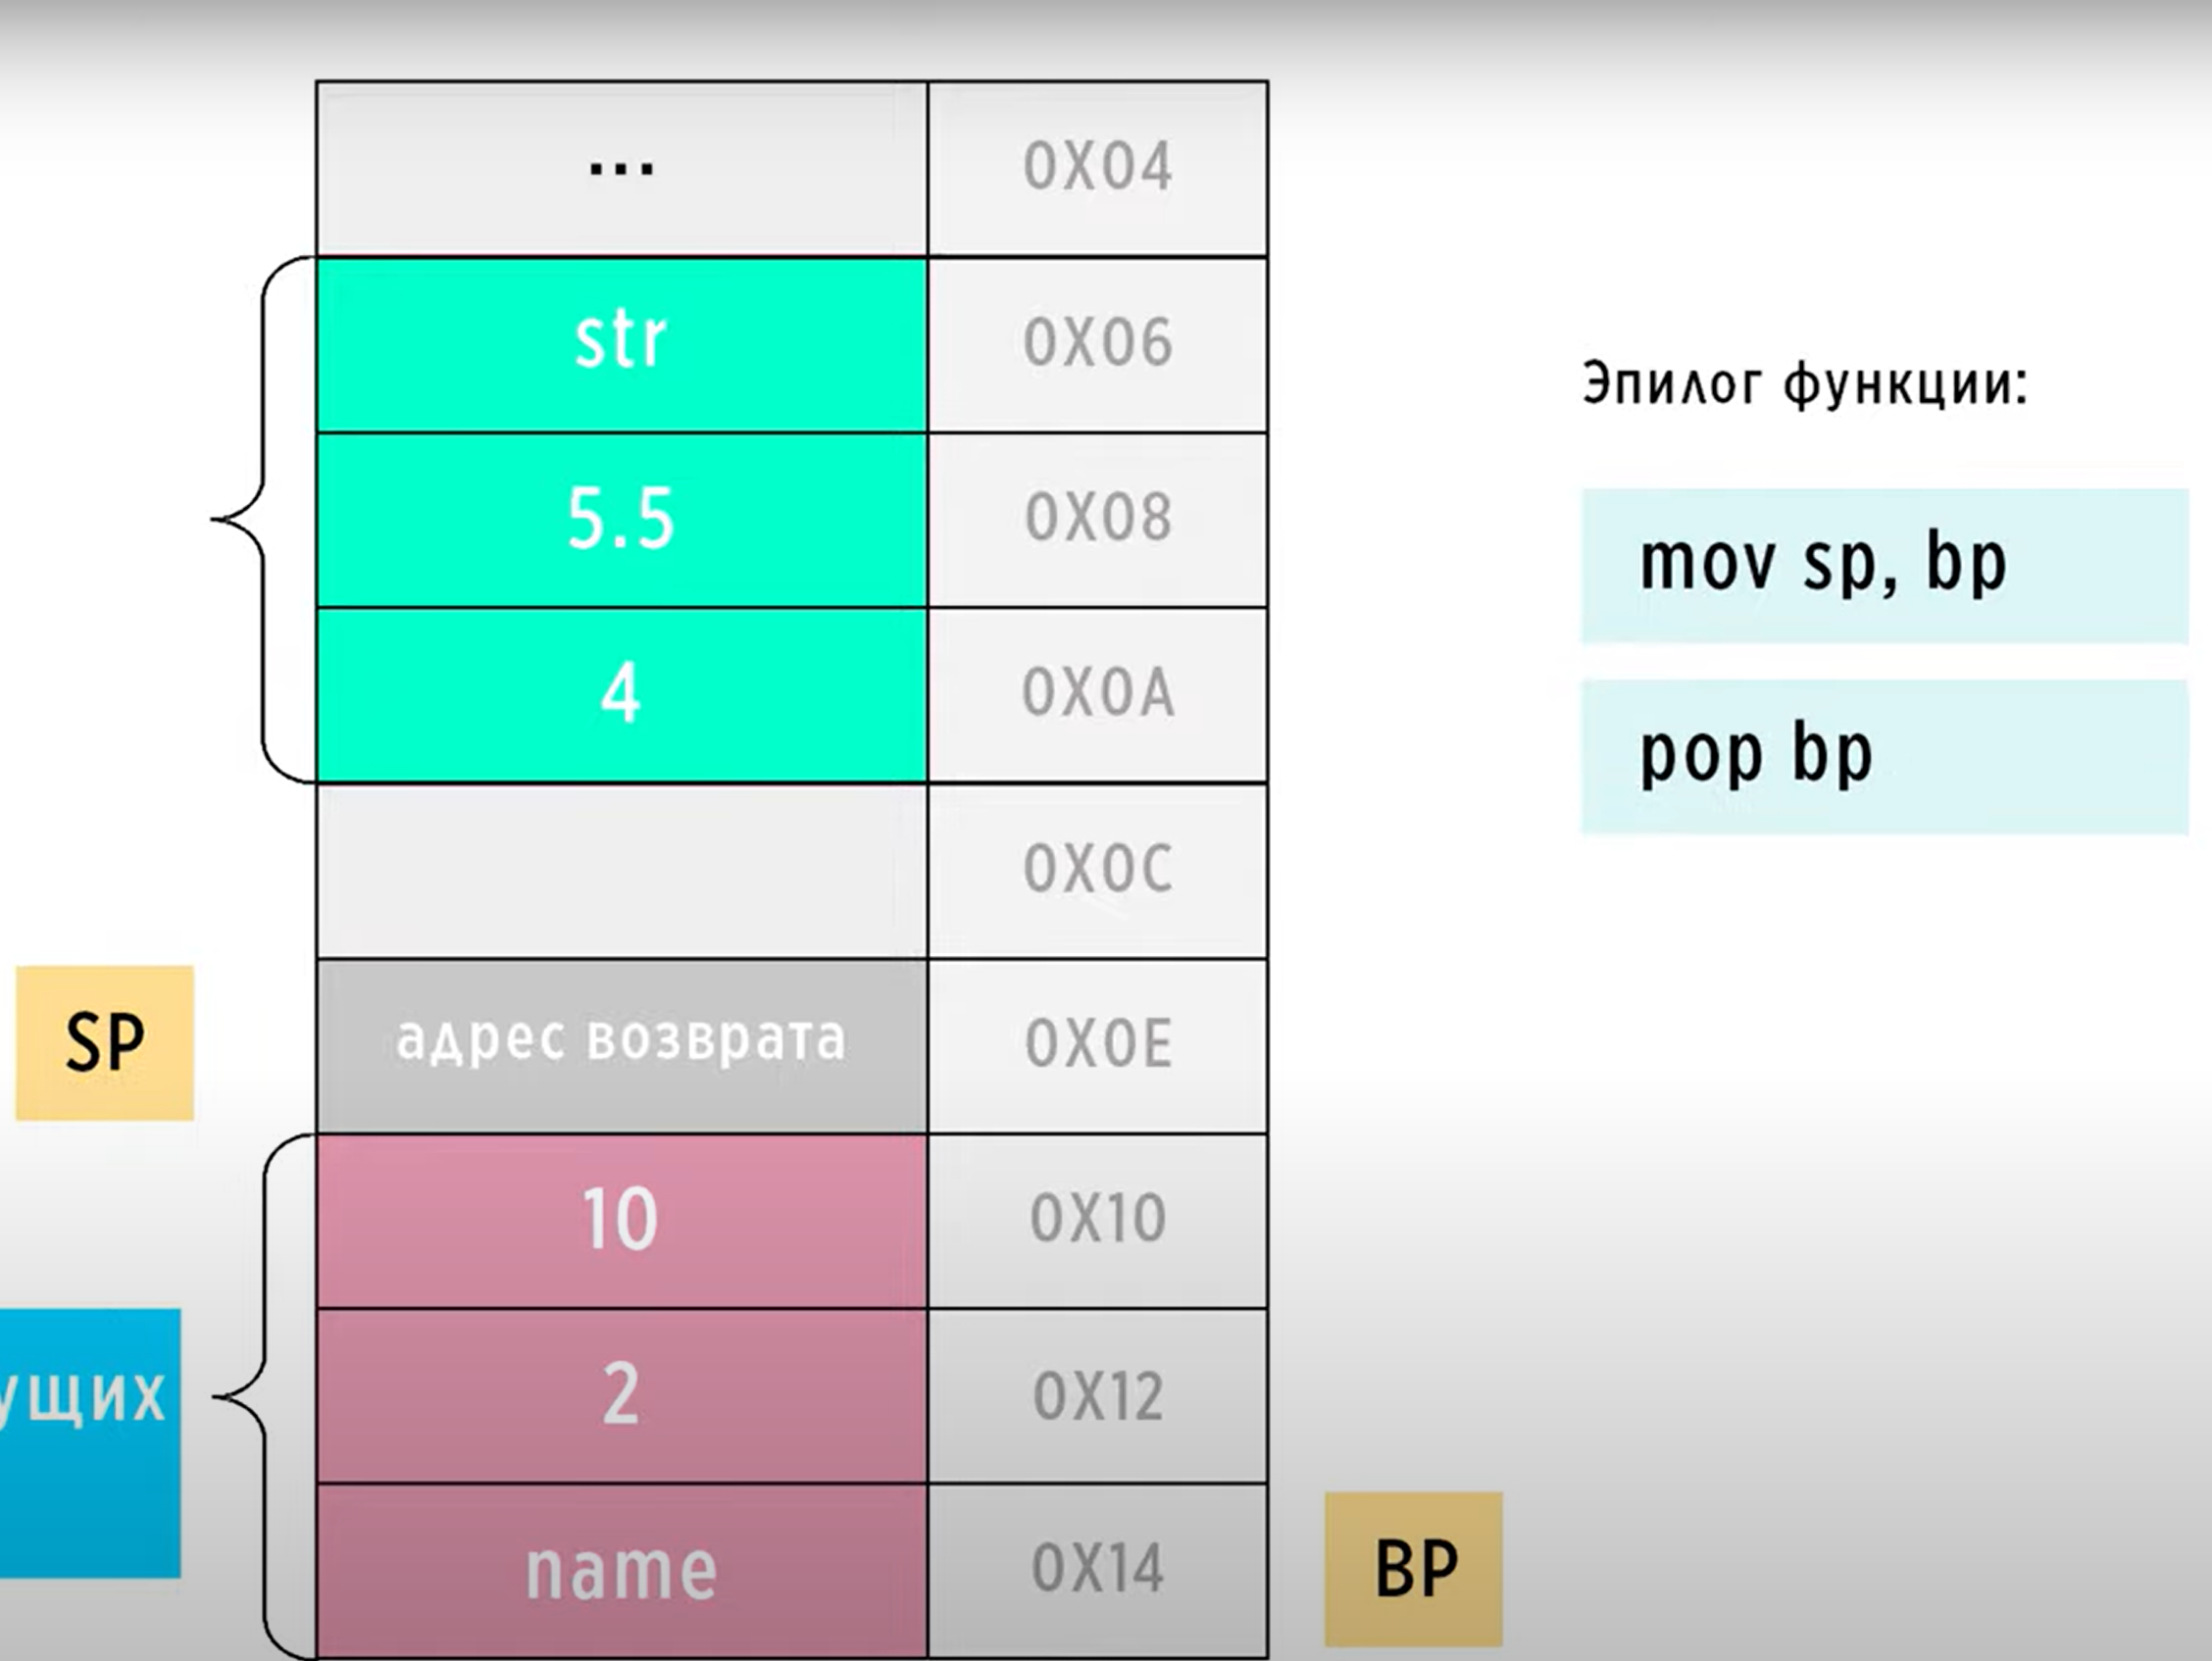 ... 0X04
str 0X06
5.5 0X08
4 0X0A
0X0C
SP адрес возврата 0X0E
10 0X10
2 0X12
name 0X14
BP
Эпилог функции:
mov sp, bp
pop bp